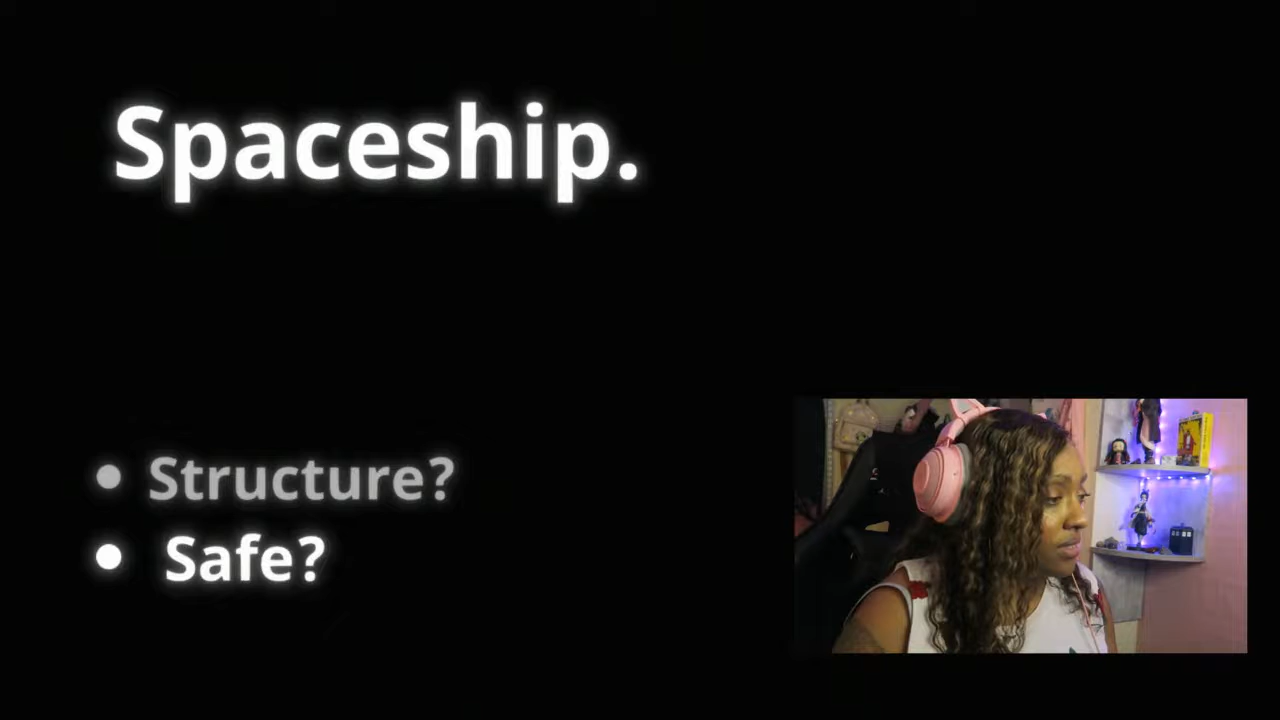 Spaceship.
• Structure?
• Safe?